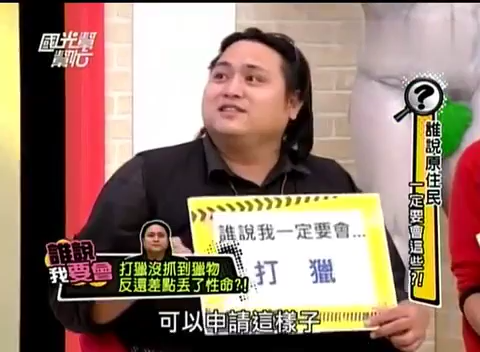 國光幫
幫忙
?
誰說原住民
一定要會這些?!
誰說我一定要會...
打獵
誰說
我要會
打獵沒抓到獵物
反還差點丟了性命?!
可以申請這樣子